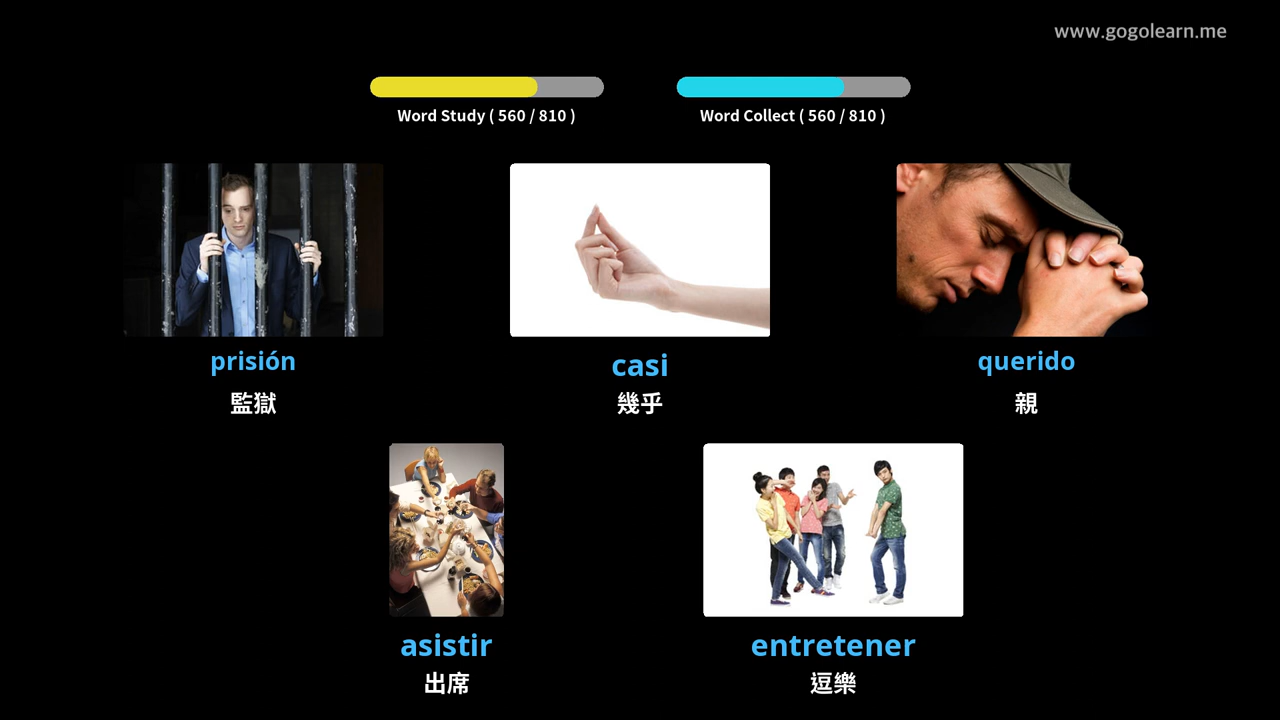 www.gogolearn.me
Word Study ( 560 / 810 )
Word Collect ( 560 / 810 )
prisión
監獄
casi
幾乎
querido
親
asistir
出席
entretener
逗樂